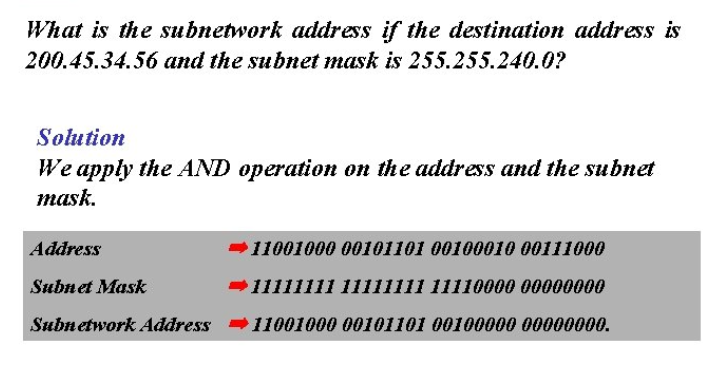 What is the subnetwork address if the destination address is
200.45.34.56 and the subnet mask is 255.255.240.0?
Solution
We apply the AND operation on the address and the subnet
mask.
Address ➡ 11001000 00101101 00100010 00111000
Subnet Mask ➡ 11111111 11111111 11110000 00000000
Subnetwork Address ➡ 11001000 00101101 00100000 00000000.